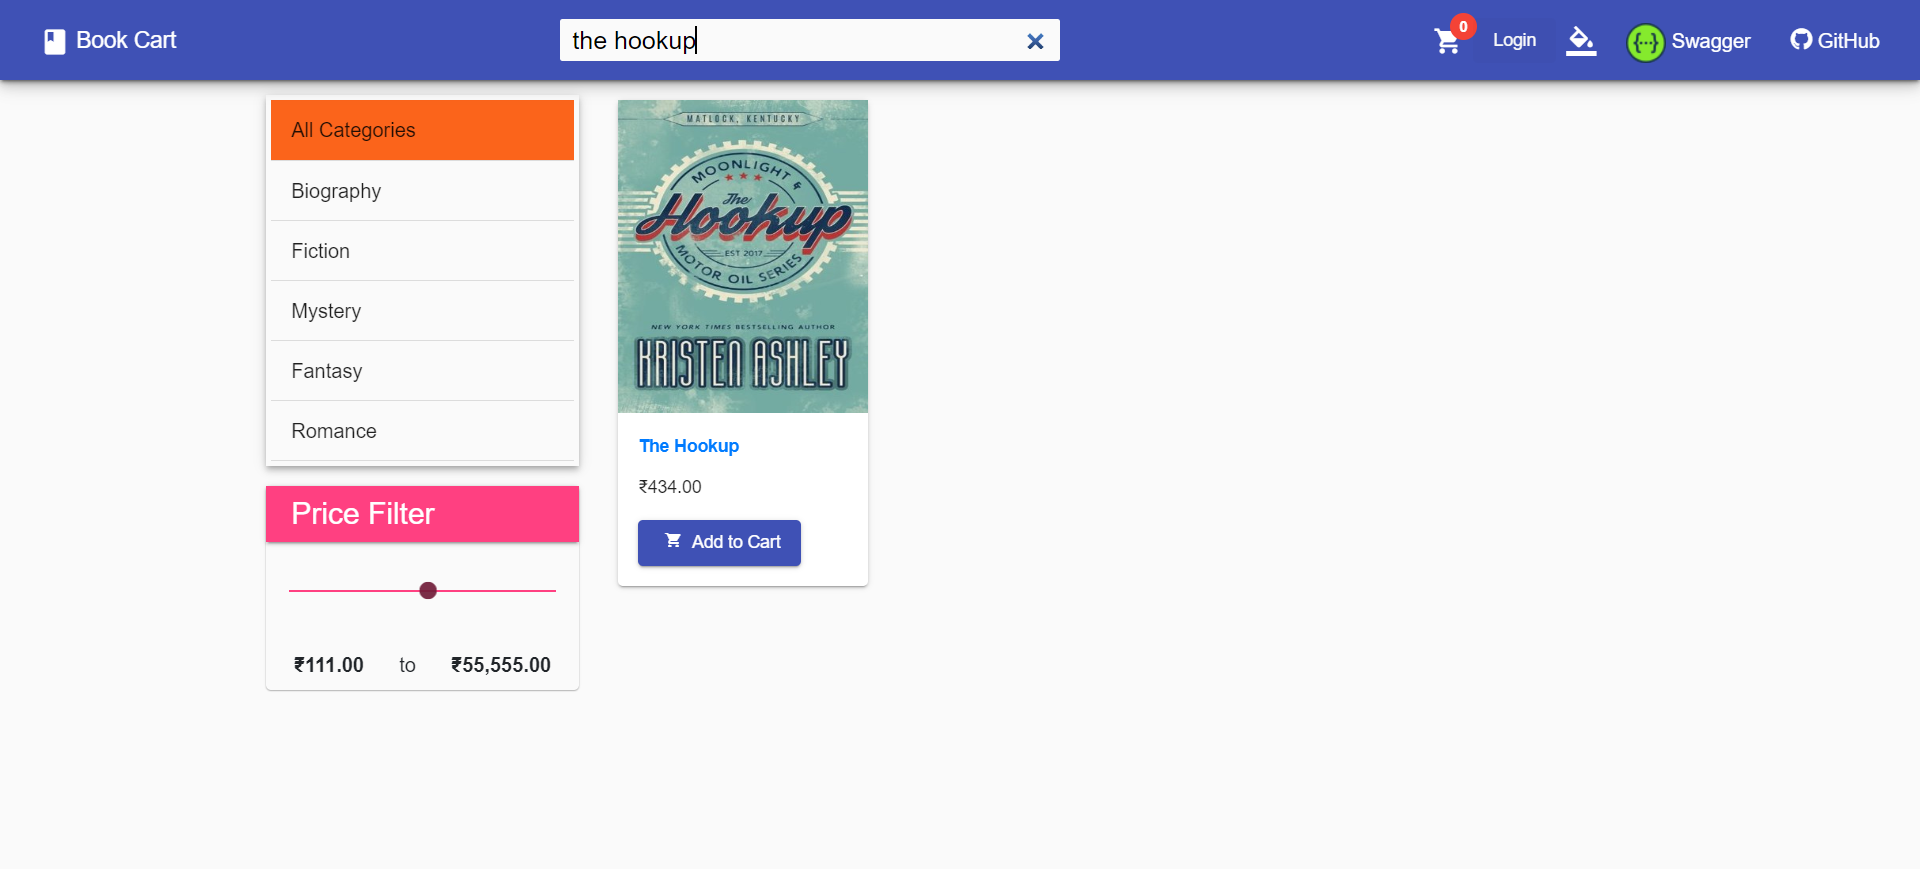 Book Cart
the hookup
0
Login
Swagger
GitHub
All Categories
Biography
Fiction
Mystery
Fantasy
Romance
Price Filter
₹111.00 to ₹55,555.00
MATLOCK, KENTUCKY
MOONLIGHT &
The
Hookup
EST 2017
MOTOR OIL SERIES
NEW YORK TIMES BESTSELLING AUTHOR
KRISTEN ASHLEY
The Hookup
₹434.00
Add to Cart